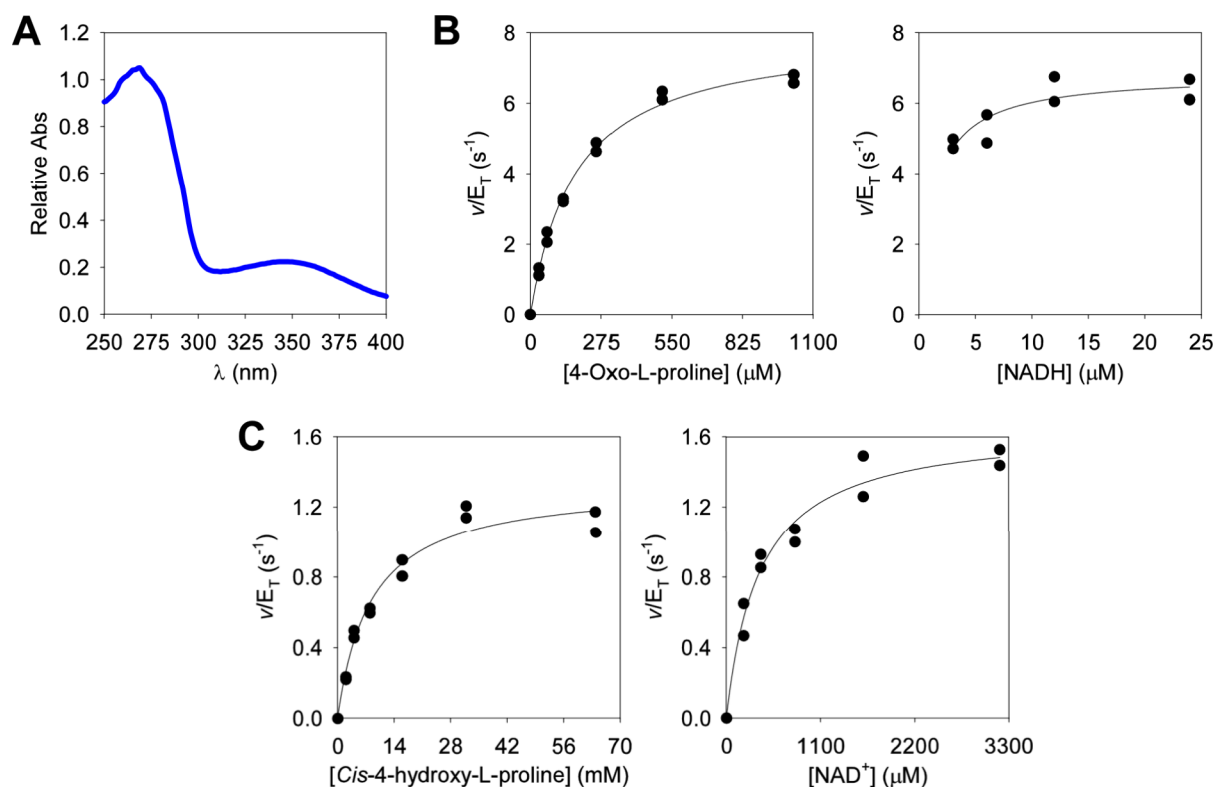 A
1.2
1.0
0.8
0.6
0.4
0.2
0.0
Relative Abs
250 275 300 325 350 375 400
λ (nm)
B
8
6
4
2
0
v/E_T (s⁻¹)
0 275 550 825 1100
[4-Oxo-L-proline] (μM)
8
6
4
2
0
v/E_T (s⁻¹)
0 5 10 15 20 25
[NADH] (μM)
C
1.6
1.2
0.8
0.4
0.0
v/E_T (s⁻¹)
0 14 28 42 56 70
[Cis-4-hydroxy-L-proline] (mM)
1.6
1.2
0.8
0.4
0.0
v/E_T (s⁻¹)
0 1100 2200 3300
[NAD⁺] (μM)